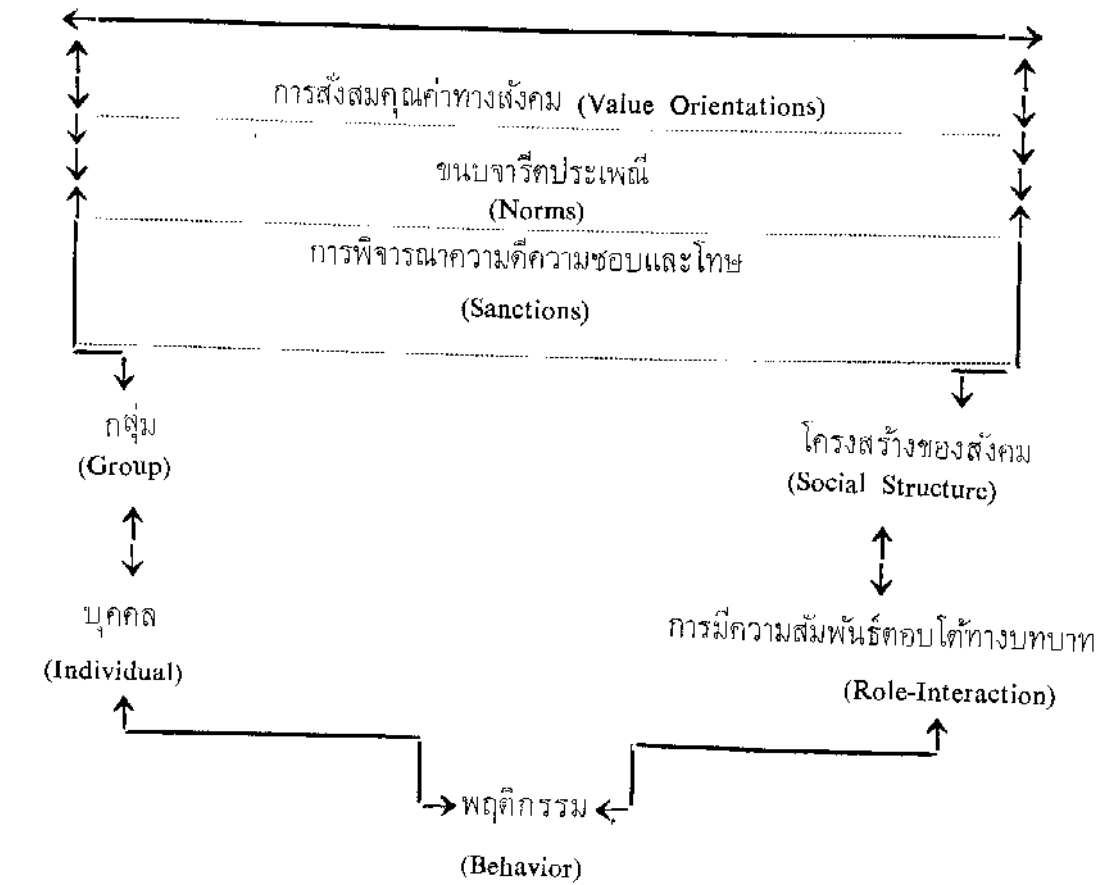 การสั่งสมคุณค่าทางสังคม (Value Orientations)
ขนบจารีตประเพณี
(Norms)
การพิจารณาความดีความชอบและโทษ
(Sanctions)
กลุ่ม
(Group)
โครงสร้างของสังคม
(Social Structure)
บุคคล
(Individual)
การมีความสัมพันธ์ตอบโต้ทางบทบาท
(Role-Interaction)
พฤติกรรม
(Behavior)